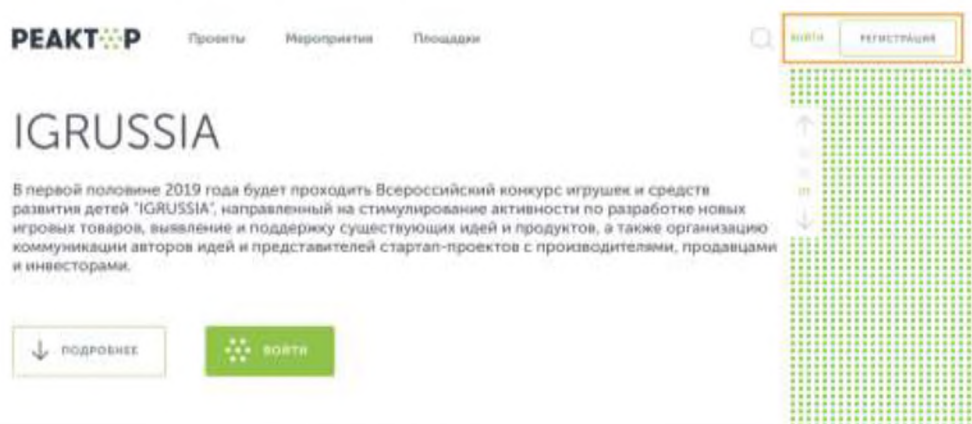 РЕАКТОР
Проекты Мероприятия Площадки
ВОЙТИ РЕГИСТРАЦИЯ
IGRUSSIA
В первой половине 2019 года будет проходить Всероссийский конкурс игрушек и средств
развития детей "IGRUSSIA", направленный на стимулирование активности по разработке новых
игровых товаров, выявление и поддержку существующих идей и продуктов, а также организацию
коммуникации авторов идей и представителей стартап-проектов с производителями, продавцами
и инвесторами.
ПОДРОБНЕЕ ВОЙТИ